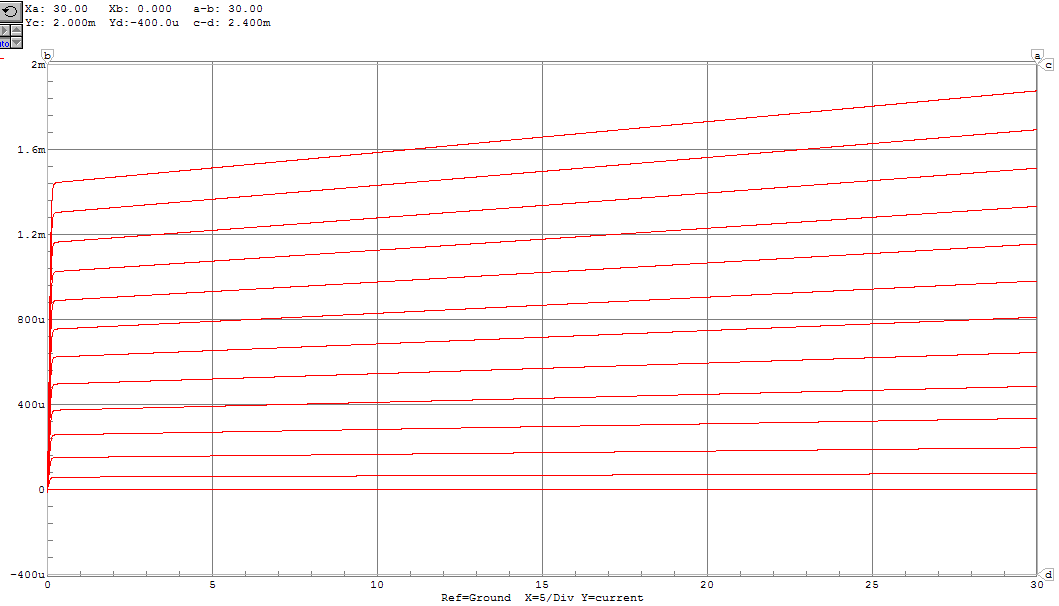 Xa: 30.00 Xb: 0.000 a-b: 30.00
Yc: 2.000m Yd:-400.0u c-d: 2.400m
b a
2m c
1.6m
1.2m
800u
400u
0
-400u d
0 5 10 15 20 25 30
Ref=Ground X=5/Div Y=current